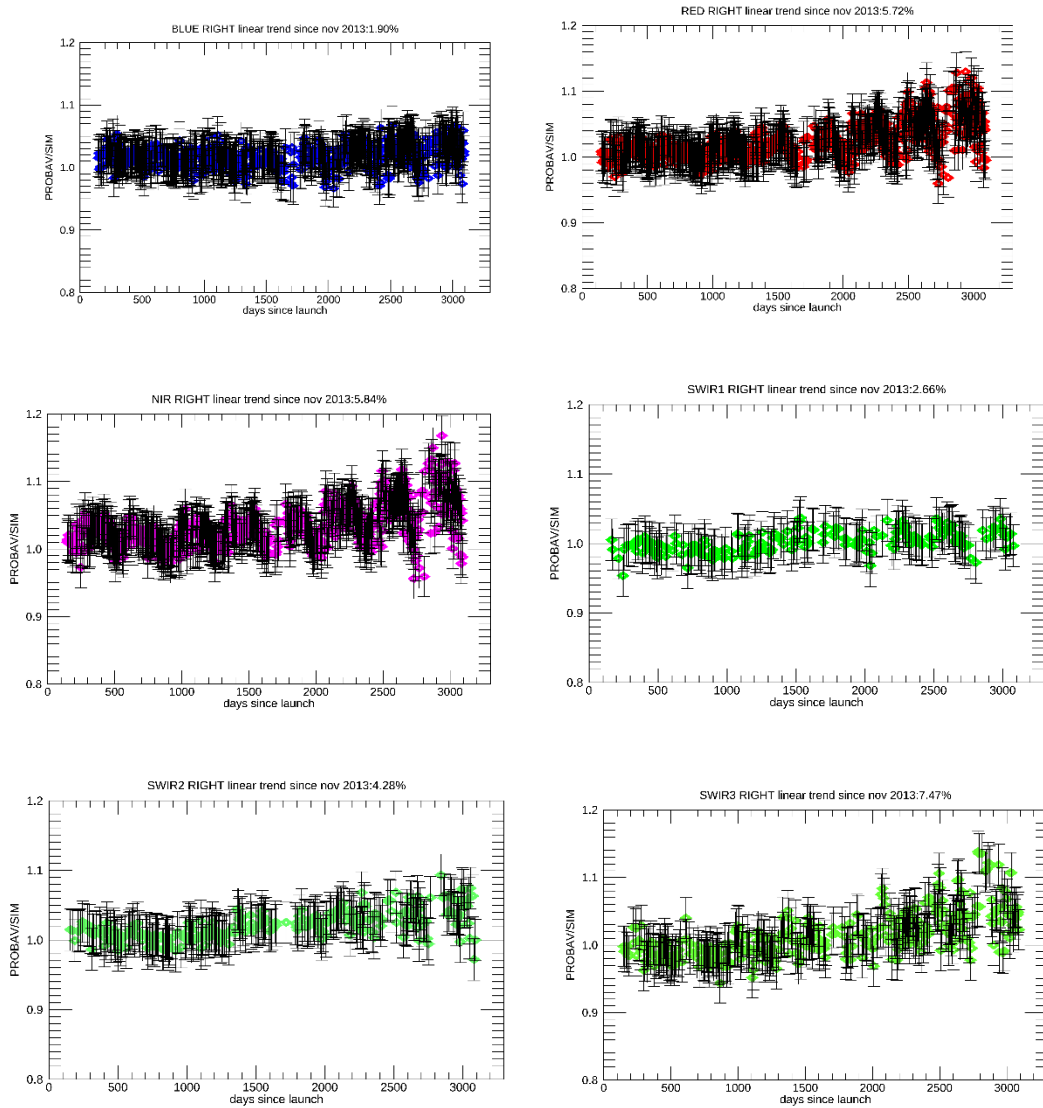 BLUE RIGHT linear trend since nov 2013:1.90%
1.2
1.1
1.0
0.9
0.8
PROBAV/SIM
0 500 1000 1500 2000 2500 3000
days since launch
RED RIGHT linear trend since nov 2013:5.72%
1.2
1.1
1.0
0.9
0.8
PROBAV/SIM
0 500 1000 1500 2000 2500 3000
days since launch
NIR RIGHT linear trend since nov 2013:5.84%
1.2
1.1
1.0
0.9
0.8
PROBAV/SIM
0 500 1000 1500 2000 2500 3000
days since launch
SWIR1 RIGHT linear trend since nov 2013:2.66%
1.2
1.1
1.0
0.9
0.8
PROBAV/SIM
0 500 1000 1500 2000 2500 3000
days since launch
SWIR2 RIGHT linear trend since nov 2013:4.28%
1.2
1.1
1.0
0.9
0.8
PROBAV/SIM
0 500 1000 1500 2000 2500 3000
days since launch
SWIR3 RIGHT linear trend since nov 2013:7.47%
1.2
1.1
1.0
0.9
0.8
PROBAV/SIM
0 500 1000 1500 2000 2500 3000
days since launch